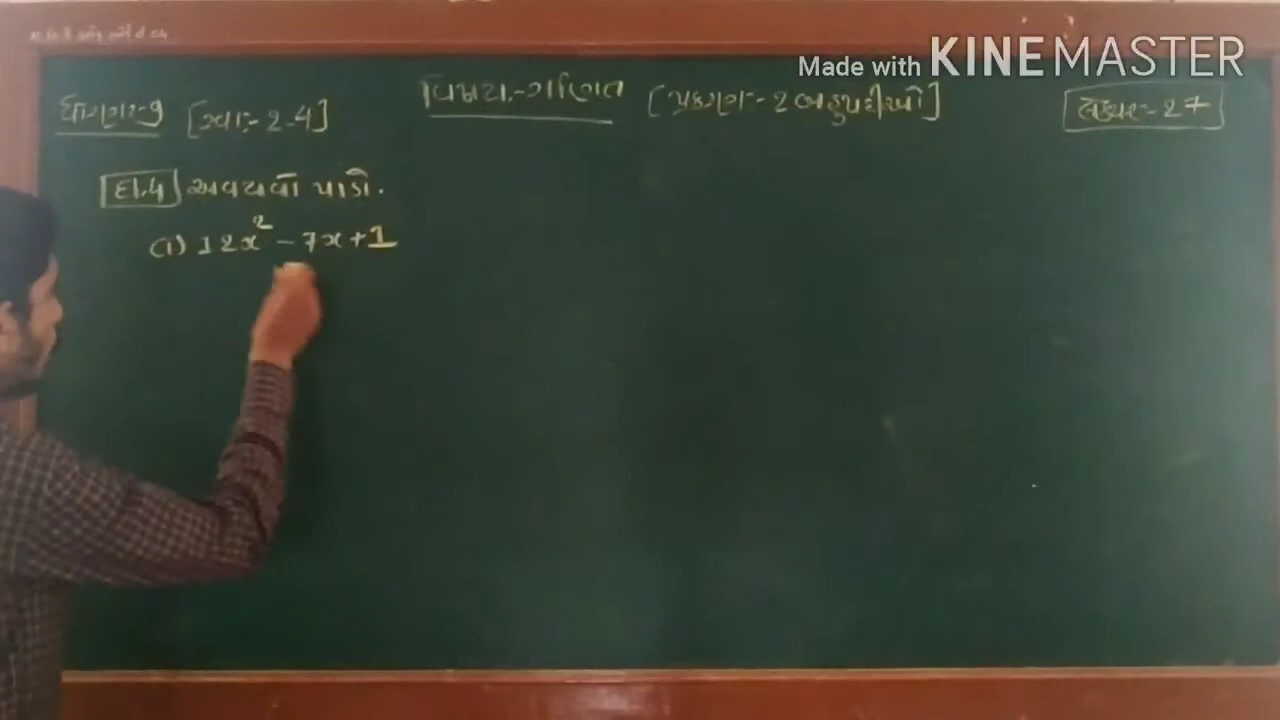 Made with KINEMASTER
ધોરણ:-9 [સ્વા:-2.4] વિષય:-ગણિત [પ્રકરણ:-2 બહુપદીઓ] લેક્ચર:-27
દા.4 અવયવો પાડો.
(i) 12x² - 7x + 1